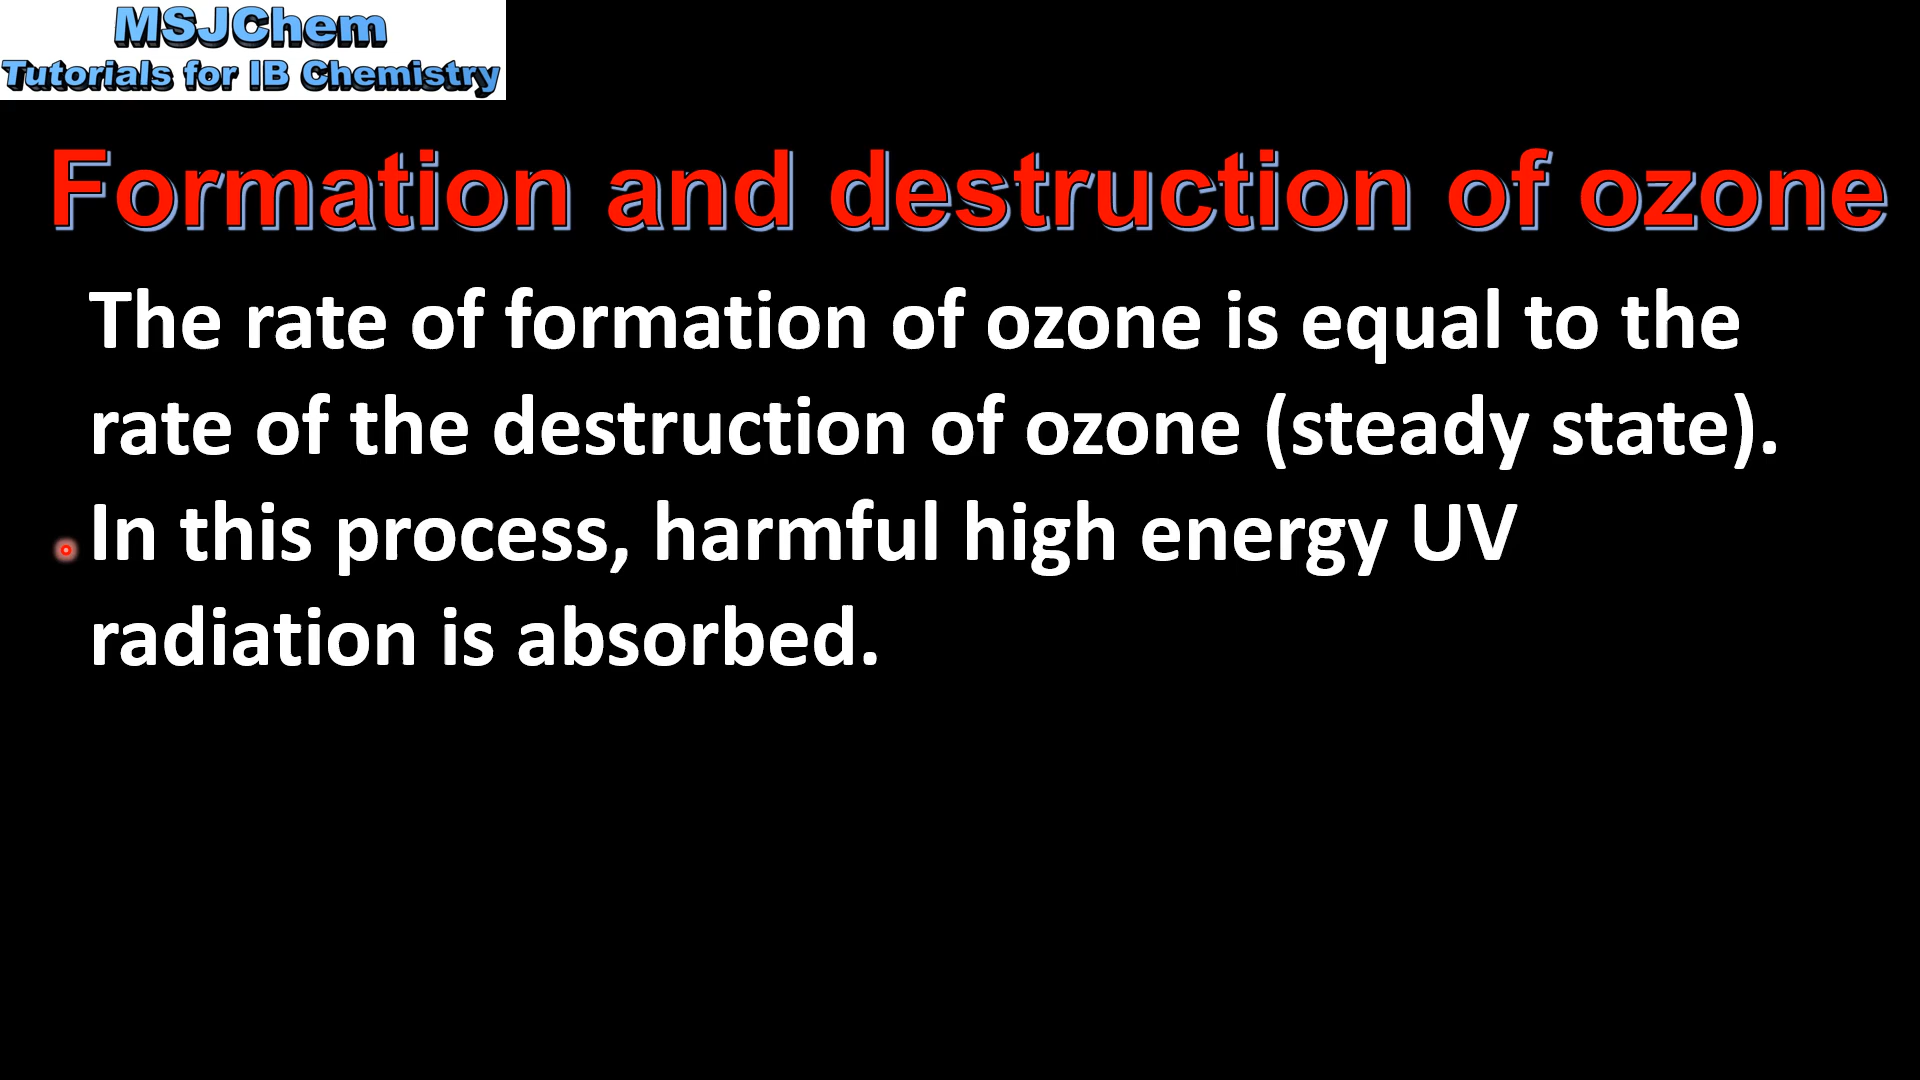 MSJChem
Tutorials for IB Chemistry
Formation and destruction of ozone
The rate of formation of ozone is equal to the
rate of the destruction of ozone (steady state).
In this process, harmful high energy UV
radiation is absorbed.